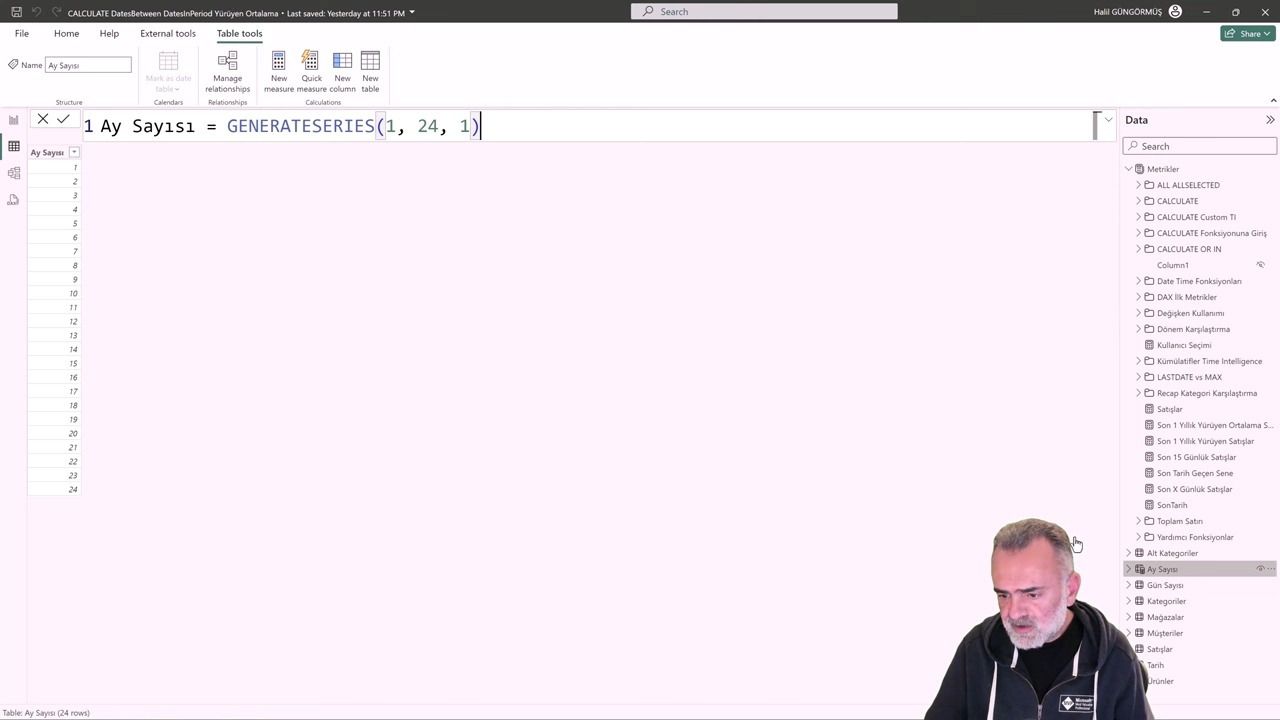 CALCULATE DatesBetween DatesInPeriod Yürüyen Ortalama • Last saved: Yesterday at 11:51 PM
Search
Halil GÜNGÖRMÜŞ
File
Home
Help
External tools
Table tools
Share
Name
Ay Sayısı
Mark as date table
Manage relationships
New measure
Quick measure
New column
New table
Structure
Calendars
Relationships
Calculations
1 Ay Sayısı = GENERATESERIES(1, 24, 1)
Ay Sayısı
1
2
3
4
5
6
7
8
9
10
11
12
13
14
15
16
17
18
19
20
21
22
23
24
Data
Search
Metrikler
ALL ALLSELECTED
CALCULATE
CALCULATE Custom TI
CALCULATE Fonksiyonuna Giriş
CALCULATE OR IN
Column1
Date Time Fonksiyonları
DAX İlk Metrikler
Değişken Kullanımı
Dönem Karşılaştırma
Kullanıcı Seçimi
Kümülatifler Time Intelligence
LASTDATE vs MAX
Recap Kategori Karşılaştırma
Satışlar
Son 1 Yıllık Yürüyen Ortalama S...
Son 1 Yıllık Yürüyen Satışlar
Son 15 Günlük Satışlar
Son Tarih Geçen Sene
Son X Günlük Satışlar
SonTarih
Toplam Satırı
Yardımcı Fonksiyonlar
Alt Kategoriler
Ay Sayısı
Gün Sayısı
Kategoriler
Mağazalar
Müşteriler
Satışlar
Tarih
Ürünler
Table: Ay Sayısı (24 rows)